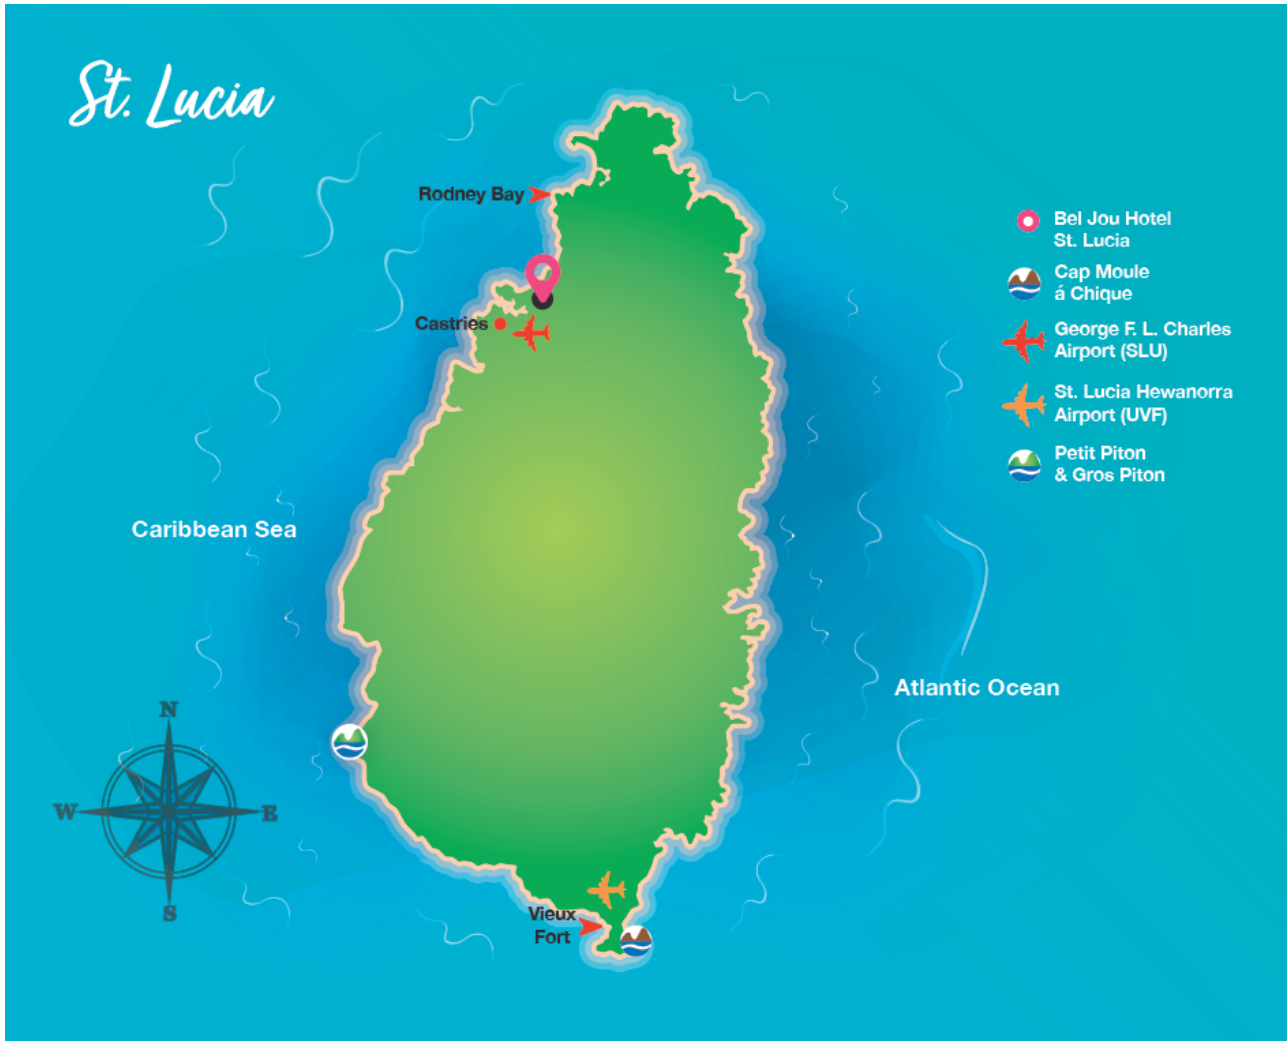 St. Lucia
Rodney Bay
Bel Jou Hotel
St. Lucia
Cap Moule
á Chique
Castries
George F. L. Charles
Airport (SLU)
St. Lucia Hewanorra
Airport (UVF)
Petit Piton
& Gros Piton
Caribbean Sea
Atlantic Ocean
N
W
E
S
Vieux
Fort